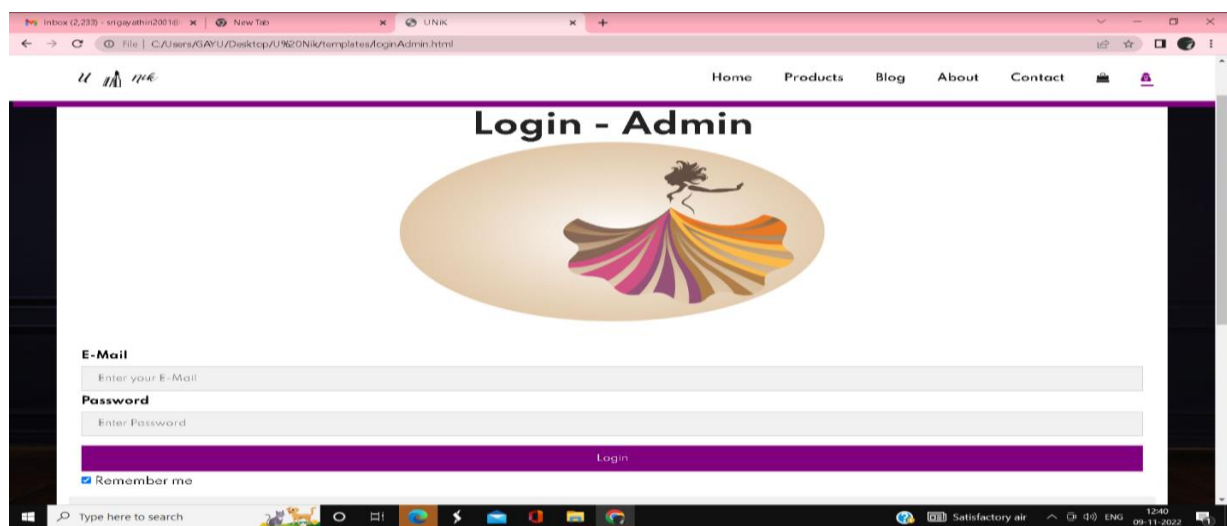 Inbox (2,233) - srigayathiri2001@
New Tab
UNiK
File | C:/Users/GAYU/Desktop/U%20Nik/templates/loginAdmin.html
U nik
Home Products Blog About Contact
Login - Admin
E-Mail
Enter your E-Mail
Password
Enter Password
Login
Remember me
Type here to search
Satisfactory air
ENG
12:40
09-11-2022